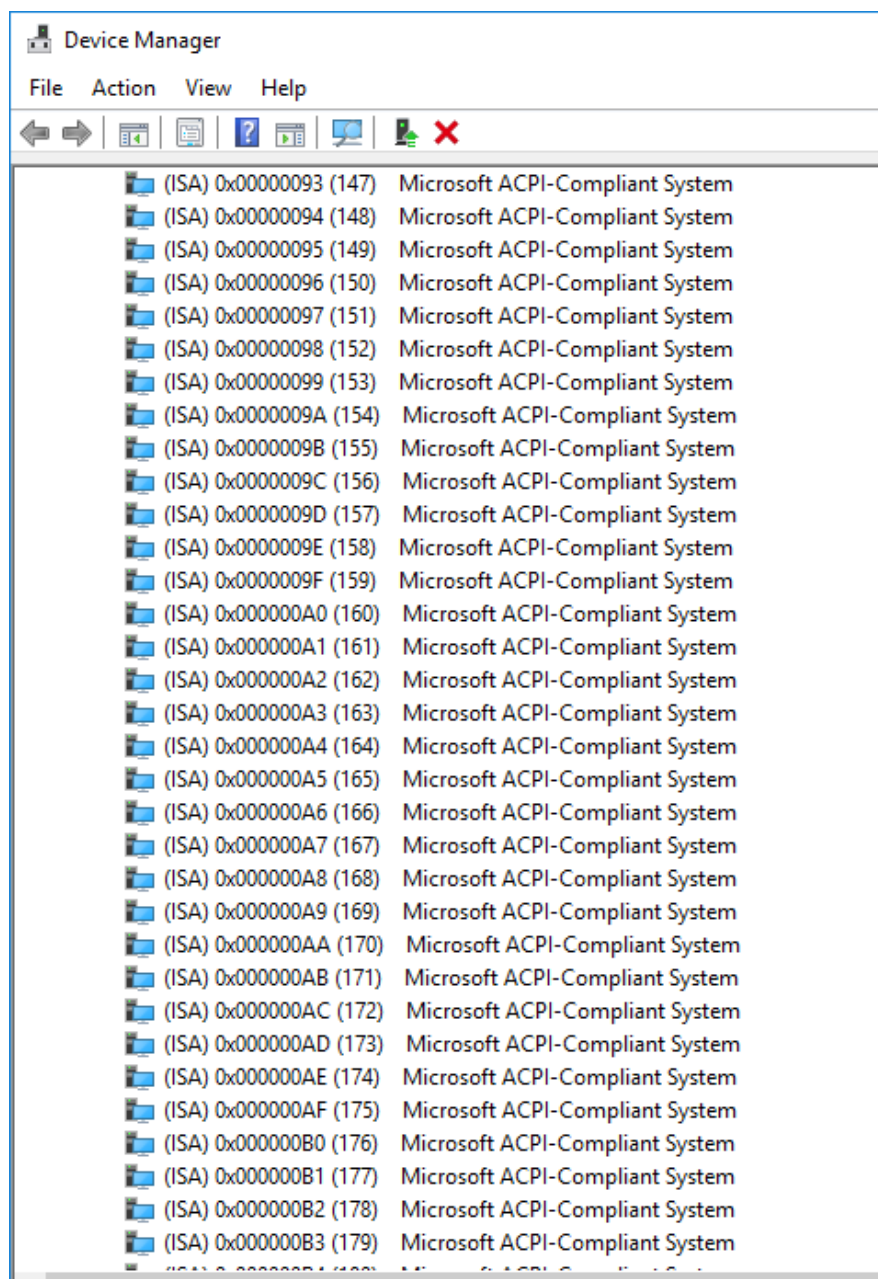 Device Manager
File Action View Help
(ISA) 0x00000093 (147) Microsoft ACPI-Compliant System
(ISA) 0x00000094 (148) Microsoft ACPI-Compliant System
(ISA) 0x00000095 (149) Microsoft ACPI-Compliant System
(ISA) 0x00000096 (150) Microsoft ACPI-Compliant System
(ISA) 0x00000097 (151) Microsoft ACPI-Compliant System
(ISA) 0x00000098 (152) Microsoft ACPI-Compliant System
(ISA) 0x00000099 (153) Microsoft ACPI-Compliant System
(ISA) 0x0000009A (154) Microsoft ACPI-Compliant System
(ISA) 0x0000009B (155) Microsoft ACPI-Compliant System
(ISA) 0x0000009C (156) Microsoft ACPI-Compliant System
(ISA) 0x0000009D (157) Microsoft ACPI-Compliant System
(ISA) 0x0000009E (158) Microsoft ACPI-Compliant System
(ISA) 0x0000009F (159) Microsoft ACPI-Compliant System
(ISA) 0x000000A0 (160) Microsoft ACPI-Compliant System
(ISA) 0x000000A1 (161) Microsoft ACPI-Compliant System
(ISA) 0x000000A2 (162) Microsoft ACPI-Compliant System
(ISA) 0x000000A3 (163) Microsoft ACPI-Compliant System
(ISA) 0x000000A4 (164) Microsoft ACPI-Compliant System
(ISA) 0x000000A5 (165) Microsoft ACPI-Compliant System
(ISA) 0x000000A6 (166) Microsoft ACPI-Compliant System
(ISA) 0x000000A7 (167) Microsoft ACPI-Compliant System
(ISA) 0x000000A8 (168) Microsoft ACPI-Compliant System
(ISA) 0x000000A9 (169) Microsoft ACPI-Compliant System
(ISA) 0x000000AA (170) Microsoft ACPI-Compliant System
(ISA) 0x000000AB (171) Microsoft ACPI-Compliant System
(ISA) 0x000000AC (172) Microsoft ACPI-Compliant System
(ISA) 0x000000AD (173) Microsoft ACPI-Compliant System
(ISA) 0x000000AE (174) Microsoft ACPI-Compliant System
(ISA) 0x000000AF (175) Microsoft ACPI-Compliant System
(ISA) 0x000000B0 (176) Microsoft ACPI-Compliant System
(ISA) 0x000000B1 (177) Microsoft ACPI-Compliant System
(ISA) 0x000000B2 (178) Microsoft ACPI-Compliant System
(ISA) 0x000000B3 (179) Microsoft ACPI-Compliant System